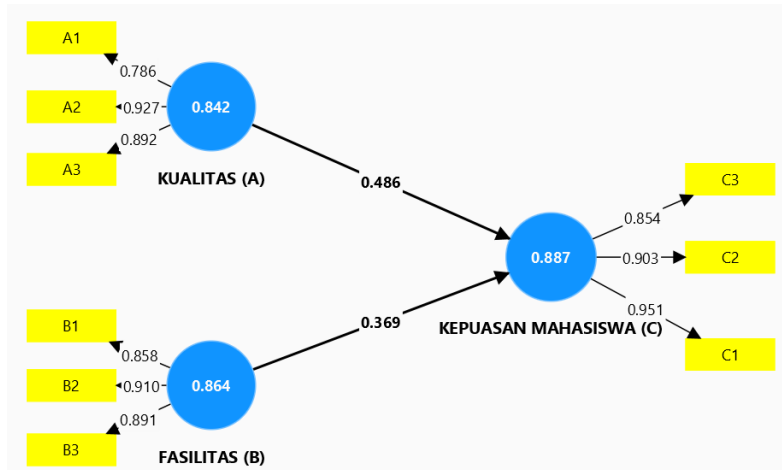 A1
0.786
A2
0.927
0.842
0.892
A3
KUALITAS (A)
0.486
C3
0.854
0.887
0.903
C2
0.951
KEPUASAN MAHASISWA (C)
C1
0.369
B1
0.858
B2
0.910
0.864
0.891
B3
FASILITAS (B)